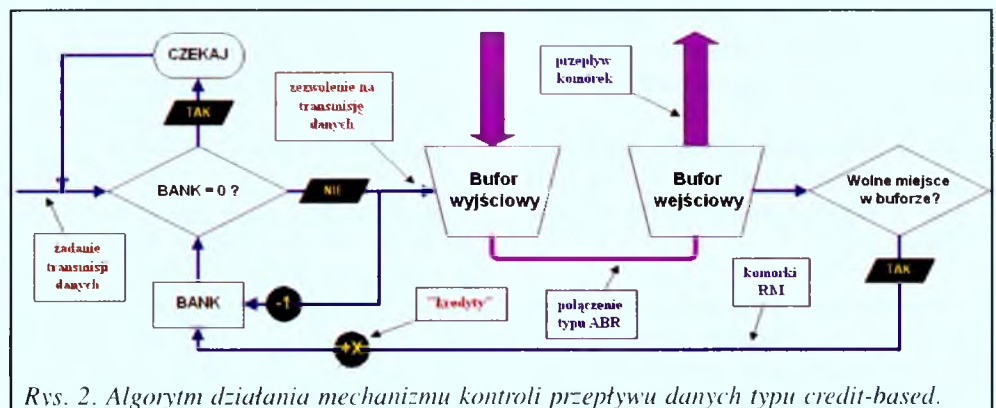 CZEKAJ
TAK
BANK = 0 ?
NIE
zezwolenie na
transmisję
danych
przepływ
komórek
Bufor
wyjściowy
Bufor
wejściowy
Wolne miejsce
w buforze?
TAK
żadanie
transmisji
danych
BANK
-1
"kredyty"
połączenie
typu ABR
komorki
RM
+X
Rys. 2. Algorytm działania mechanizmu kontroli przepływu danych typu credit-based.